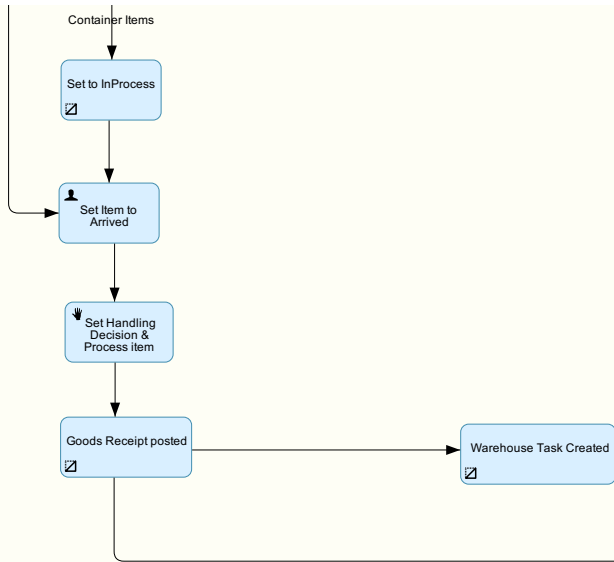 Container Items
Set to InProcess
Set Item to
Arrived
Set Handling
Decision &
Process item
Goods Receipt posted
Warehouse Task Created